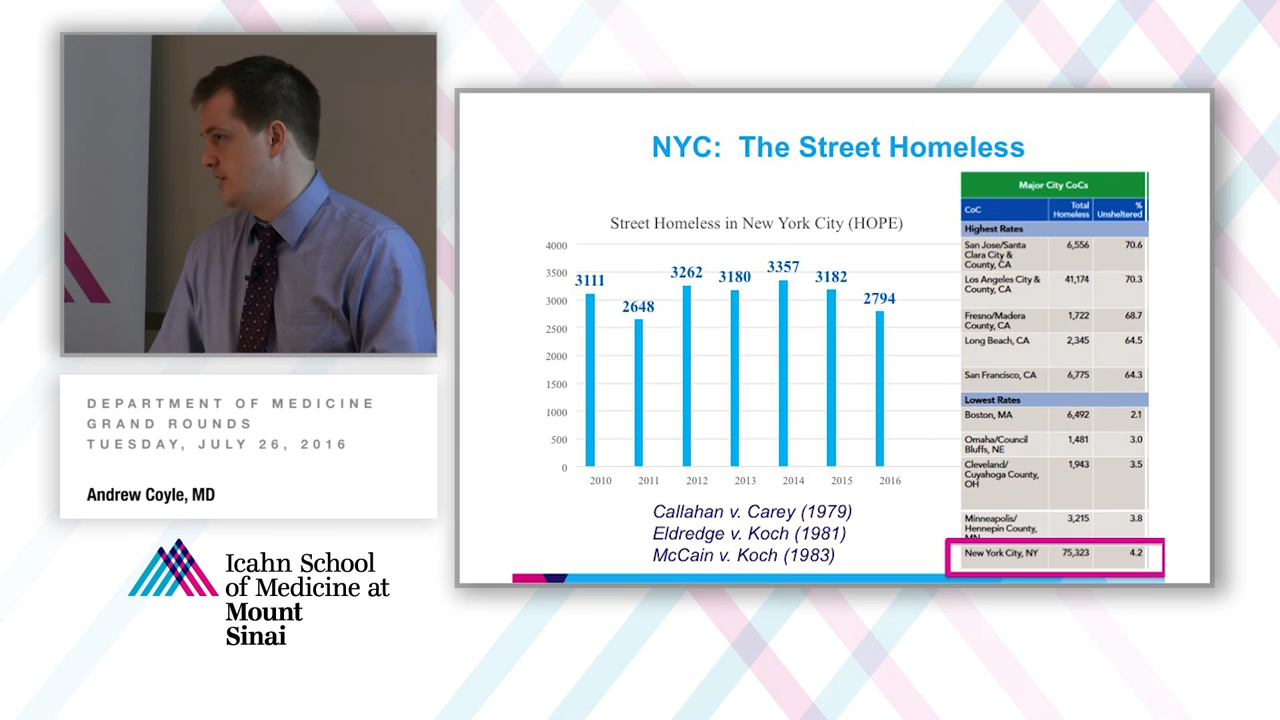 DEPARTMENT OF MEDICINE
GRAND ROUNDS
TUESDAY, JULY 26, 2016
Andrew Coyle, MD
Icahn School
of Medicine at
Mount
Sinai
NYC: The Street Homeless
Street Homeless in New York City (HOPE)
4000
3500
3000
2500
2000
1500
1000
500
0
3111
2648
3262
3180
3357
3182
2794
2010 2011 2012 2013 2014 2015 2016
Callahan v. Carey (1979)
Eldredge v. Koch (1981)
McCain v. Koch (1983)
Major City CoCs
CoC Total Homeless % Unsheltered
Highest Rates
San Jose/Santa 6,556 70.6
Clara City &
County, CA
Los Angeles City & 41,174 70.3
County, CA
Fresno/Madera 1,722 68.7
County, CA
Long Beach, CA 2,345 64.5
San Francisco, CA 6,775 64.3
Lowest Rates
Boston, MA 6,492 2.1
Omaha/Council 1,481 3.0
Bluffs, NE
Cleveland/ 1,943 3.5
Cuyahoga County,
OH
Minneapolis/ 3,215 3.8
Hennepin County,
MN
New York City, NY 75,323 4.2